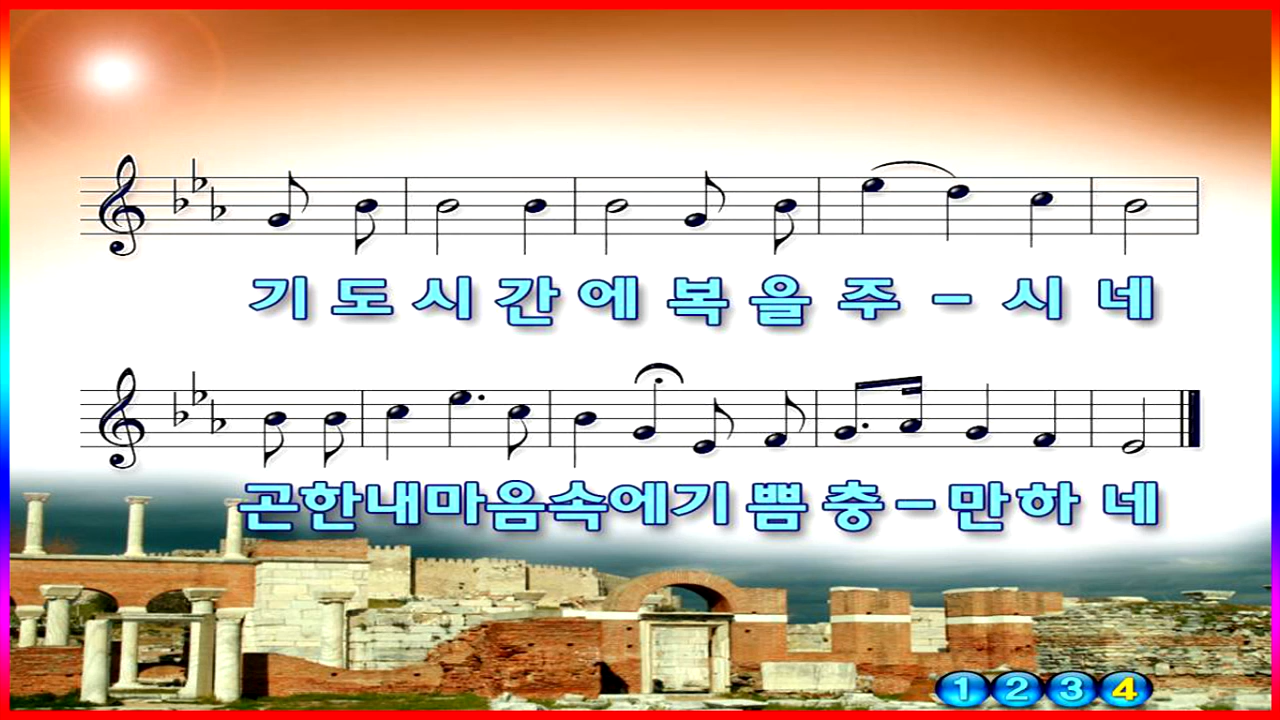 기도시간에 복을 주 - 시 네
곤한내마음속에기 쁨 충 - 만하 네
1 2 3 4